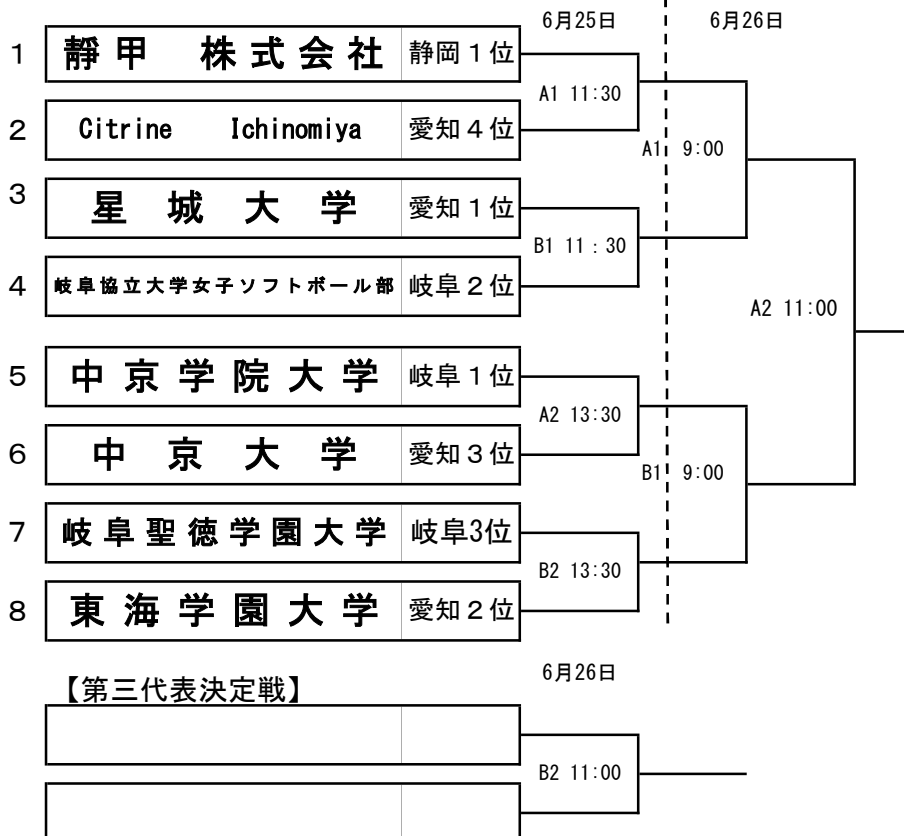 6月25日 6月26日
1 靜甲 株式会社 静岡１位
A1 11:30
2 Citrine Ichinomiya 愛知４位
A1 9:00
3 星城大学 愛知１位
B1 11：30
4 岐阜協立大学女子ソフトボール部 岐阜２位
A2 11:00
5 中京学院大学 岐阜１位
A2 13:30
6 中京大学 愛知３位
B1 9:00
7 岐阜聖徳学園大学 岐阜3位
B2 13:30
8 東海学園大学 愛知２位
【第三代表決定戦】 6月26日
B2 11:00